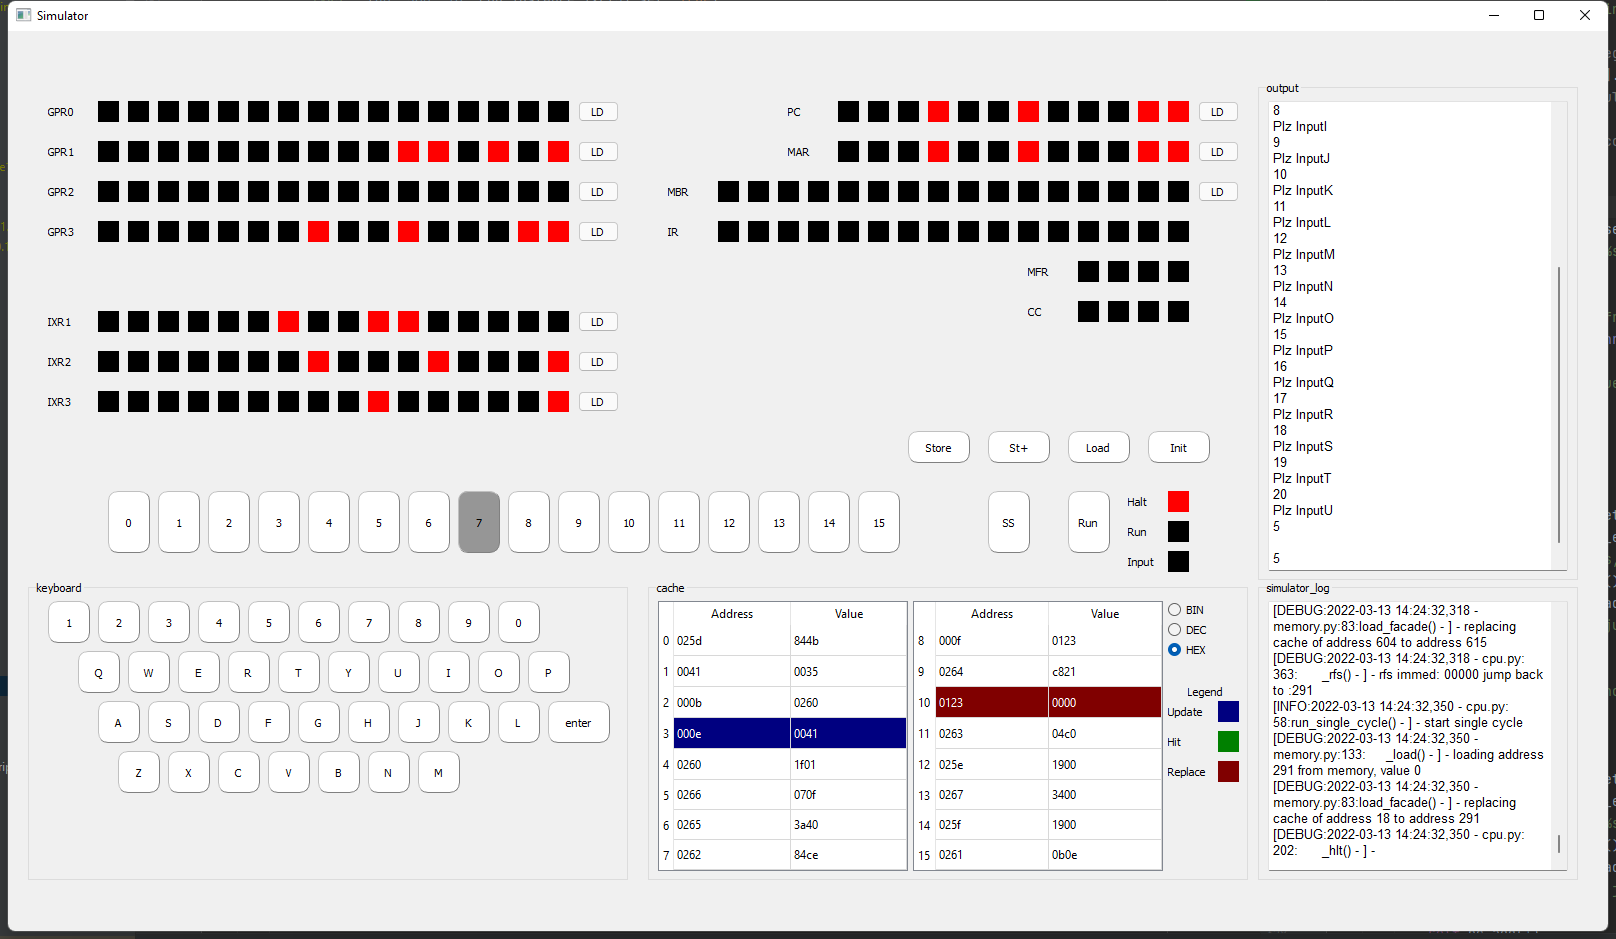 Simulator
GPR0 LD
GPR1 LD
GPR2 LD
GPR3 LD
IXR1 LD
IXR2 LD
IXR3 LD
PC LD
MAR LD
MBR LD
IR
MFR
CC
Store St+ Load Init
0 1 2 3 4 5 6 7 8 9 10 11 12 13 14 15
SS Run
Halt
Run
Input
output
8
Plz InputI
9
Plz InputJ
10
Plz InputK
11
Plz InputL
12
Plz InputM
13
Plz InputN
14
Plz InputO
15
Plz InputP
16
Plz InputQ
17
Plz InputR
18
Plz InputS
19
Plz InputT
20
Plz InputU
5
5
keyboard
1 2 3 4 5 6 7 8 9 0
Q W E R T Y U I O P
A S D F G H J K L enter
Z X C V B N M
cache
Address Value
0 025d 844b
1 0041 0035
2 000b 0260
3 000e 0041
4 0260 1f01
5 0266 070f
6 0265 3a40
7 0262 84ce
Address Value
8 000f 0123
9 0264 c821
10 0123 0000
11 0263 04c0
12 025e 1900
13 0267 3400
14 025f 1900
15 0261 0b0e
BIN
DEC
HEX
Legend
Update
Hit
Replace
simulator_log
[DEBUG:2022-03-13 14:24:32,318 -
memory.py:83:load_facade() - ] - replacing
cache of address 604 to address 615
[DEBUG:2022-03-13 14:24:32,318 - cpu.py:
363: _rfs() - ] - rfs immed: 00000 jump back
to :291
[INFO:2022-03-13 14:24:32,350 - cpu.py:
58:run_single_cycle() - ] - start single cycle
[DEBUG:2022-03-13 14:24:32,350 -
memory.py:133: _load() - ] - loading address
291 from memory, value 0
[DEBUG:2022-03-13 14:24:32,350 -
memory.py:83:load_facade() - ] - replacing
cache of address 18 to address 291
[DEBUG:2022-03-13 14:24:32,350 - cpu.py:
202: _hlt() - ] -